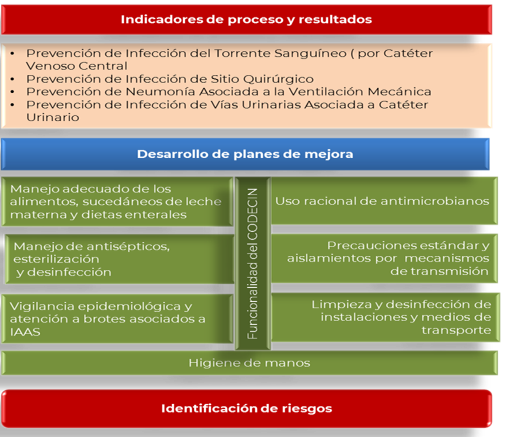 Indicadores de proceso y resultados
• Prevención de Infección del Torrente Sanguíneo ( por Catéter
Venoso Central
• Prevención de Infección de Sitio Quirúrgico
• Prevención de Neumonía Asociada a la Ventilación Mecánica
• Prevención de Infección de Vías Urinarias Asociada a Catéter
Urinario
Desarrollo de planes de mejora
Manejo adecuado de los
alimentos, sucedáneos de leche
materna y dietas enterales
Manejo de antisépticos,
esterilización
y desinfección
Vigilancia epidemiológica y
atención a brotes asociados a
IAAS
Funcionalidad del CODECIN
Uso racional de antimicrobianos
Precauciones estándar y
aislamientos por mecanismos
de transmisión
Limpieza y desinfección de
instalaciones y medios de
transporte
Higiene de manos
Identificación de riesgos